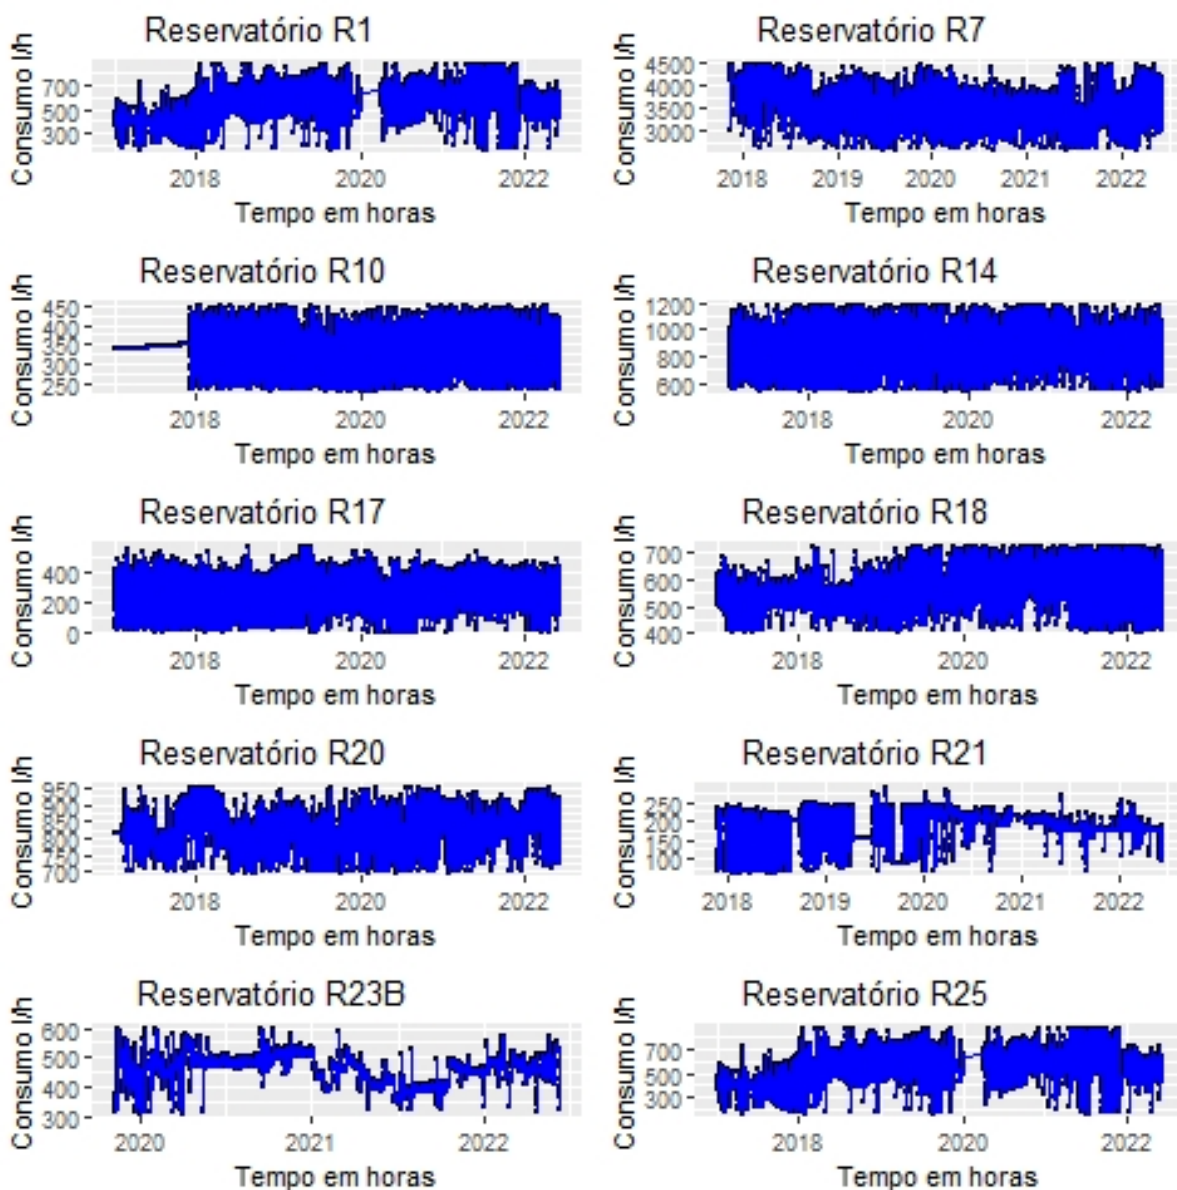 Reservatório R1
Consumo l/h
700
500
300
2018
2020
2022
Tempo em horas
Reservatório R7
Consumo l/h
4500
4000
3500
3000
2018
2019
2020
2021
2022
Tempo em horas
Reservatório R10
Consumo l/h
450
400
350
300
250
2018
2020
2022
Tempo em horas
Reservatório R14
Consumo l/h
1200
1000
800
600
2018
2020
2022
Tempo em horas
Reservatório R17
Consumo l/h
400
200
0
2018
2020
2022
Tempo em horas
Reservatório R18
Consumo l/h
700
600
500
400
2018
2020
2022
Tempo em horas
Reservatório R20
Consumo l/h
950
900
850
800
750
700
2018
2020
2022
Tempo em horas
Reservatório R21
Consumo l/h
250
200
150
100
2018
2019
2020
2021
2022
Tempo em horas
Reservatório R23B
Consumo l/h
600
500
400
300
2020
2021
2022
Tempo em horas
Reservatório R25
Consumo l/h
700
500
300
2018
2020
2022
Tempo em horas